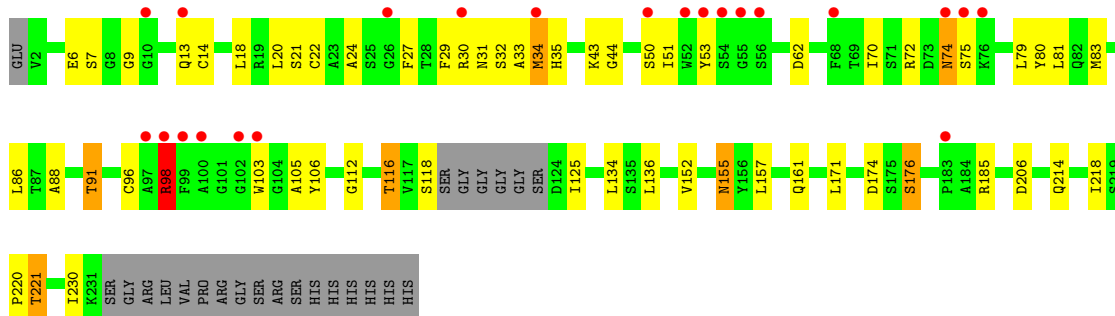 GLU V2 E6 S7 G8 G9 G10 Q13 C14 L18 R19 L20 S21 C22 A23 A24 S25 G26 F27 T28 F29 R30 N31 S32 A33 M34 H35 K43 G44 S50 I51 W52 Y53 S54 G55 S56 D62 F68 T69 I70 S71 R72 D73 N74 S75 K76 L79 Y80 L81 Q82 M83
L86 T87 A88 T91 C96 A97 R98 F99 A100 G101 G102 W103 G104 A105 Y106 G112 T116 V117 S118 SER GLY GLY GLY GLY SER D124 I125 L134 S135 L136 V152 N155 Y156 L157 Q161 L171 D174 S175 S176 P183 A184 R185 D206 Q214 I218 S219
P220 T221 I230 K231 SER GLY ARG LEU VAL PRO ARG GLY SER ARG SER HIS HIS HIS HIS HIS HIS